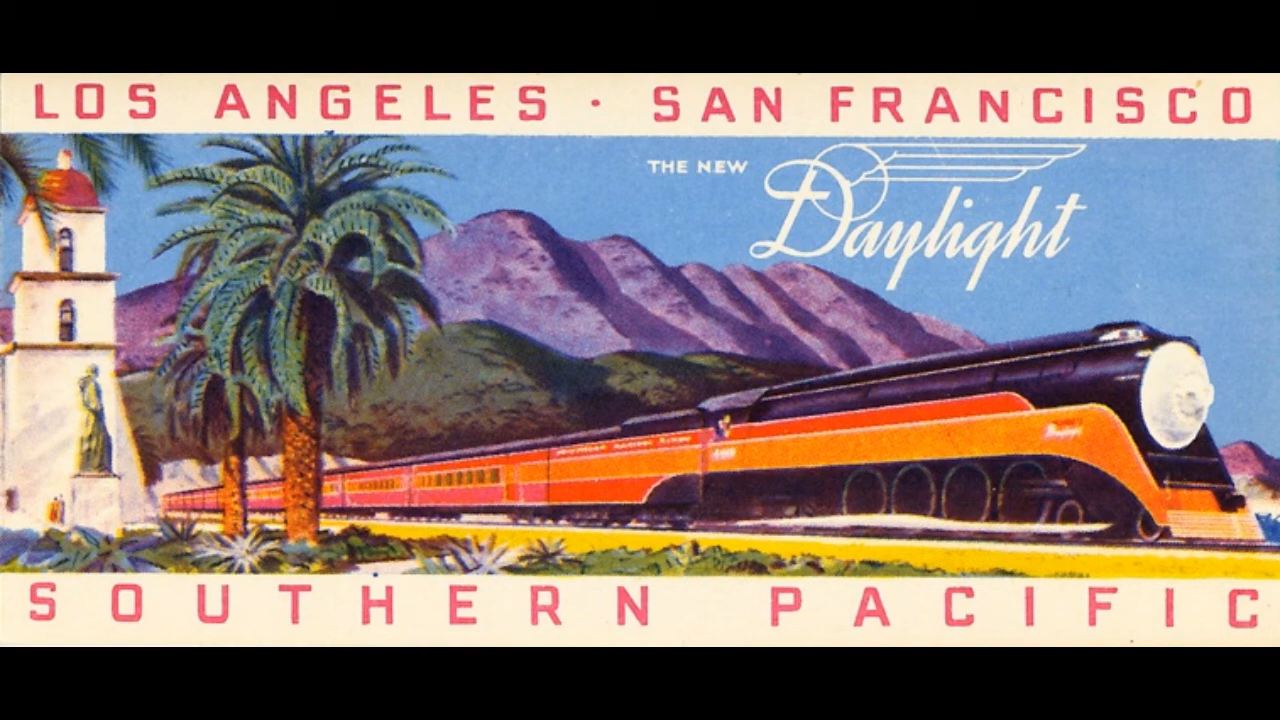 LOS ANGELES · SAN FRANCISCO
THE NEW
Daylight
SOUTHERN PACIFIC